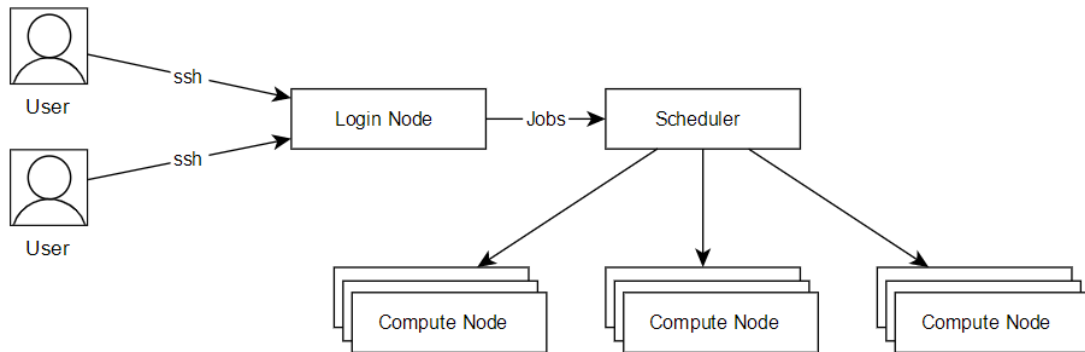 User
ssh
Login Node
Jobs
Scheduler
ssh
User
Compute Node
Compute Node
Compute Node